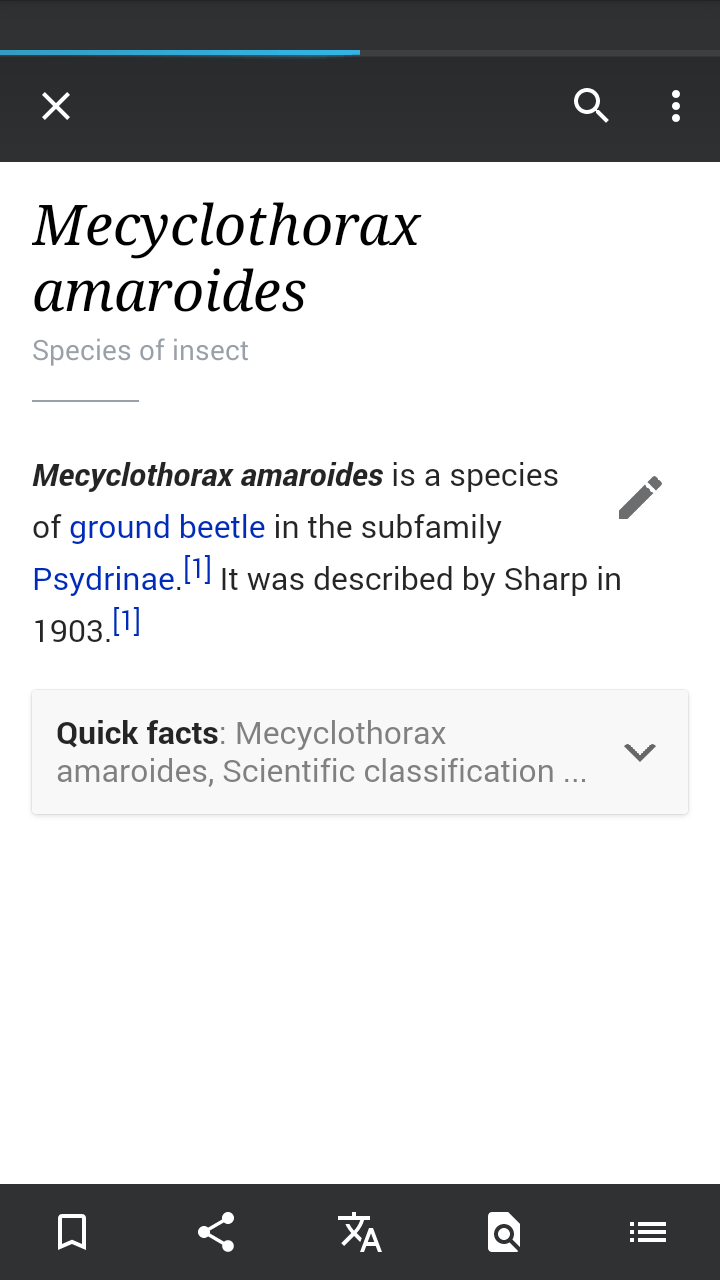 Mecyclothorax
amaroides
Species of insect
Mecyclothorax amaroides is a species
of ground beetle in the subfamily
Psydrinae.[1] It was described by Sharp in
1903.[1]
Quick facts: Mecyclothorax
amaroides, Scientific classification ...